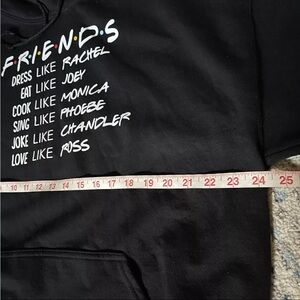 F•R•I•E•N•D•S
DRESS LIKE RACHEL
EAT LIKE JOEY
COOK LIKE MONICA
SING LIKE PHOEBE
JOKE LIKE CHANDLER
LOVE LIKE ROSS
10 11 12 13 14 15 16 17 18 19 20 21 22 23 24 25